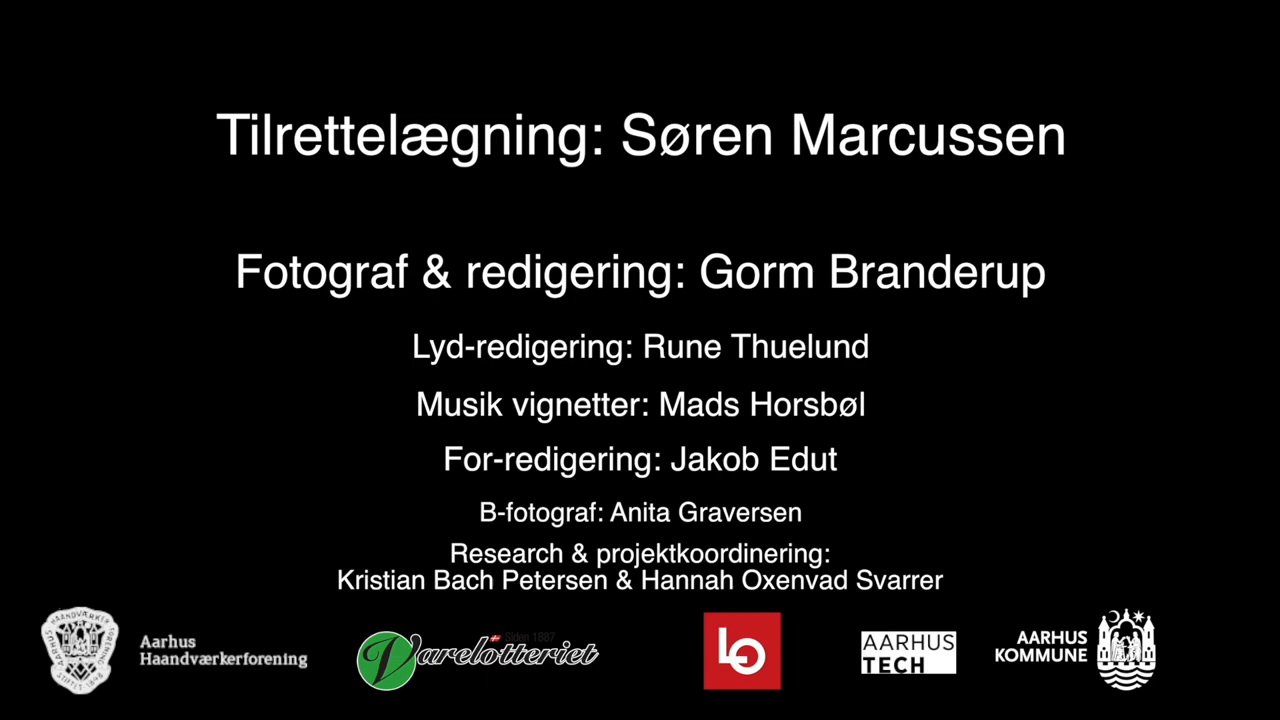 Tilrettelægning: Søren Marcussen
Fotograf & redigering: Gorm Branderup
Lyd-redigering: Rune Thuelund
Musik vignetter: Mads Horsbøl
For-redigering: Jakob Edut
B-fotograf: Anita Graversen
Research & projektkoordinering:
Kristian Bach Petersen & Hannah Oxenvad Svarrer
Aarhus
Haandværkerforening
Siden 1887
Varelotteriet
LO
AARHUS
TECH
AARHUS
KOMMUNE